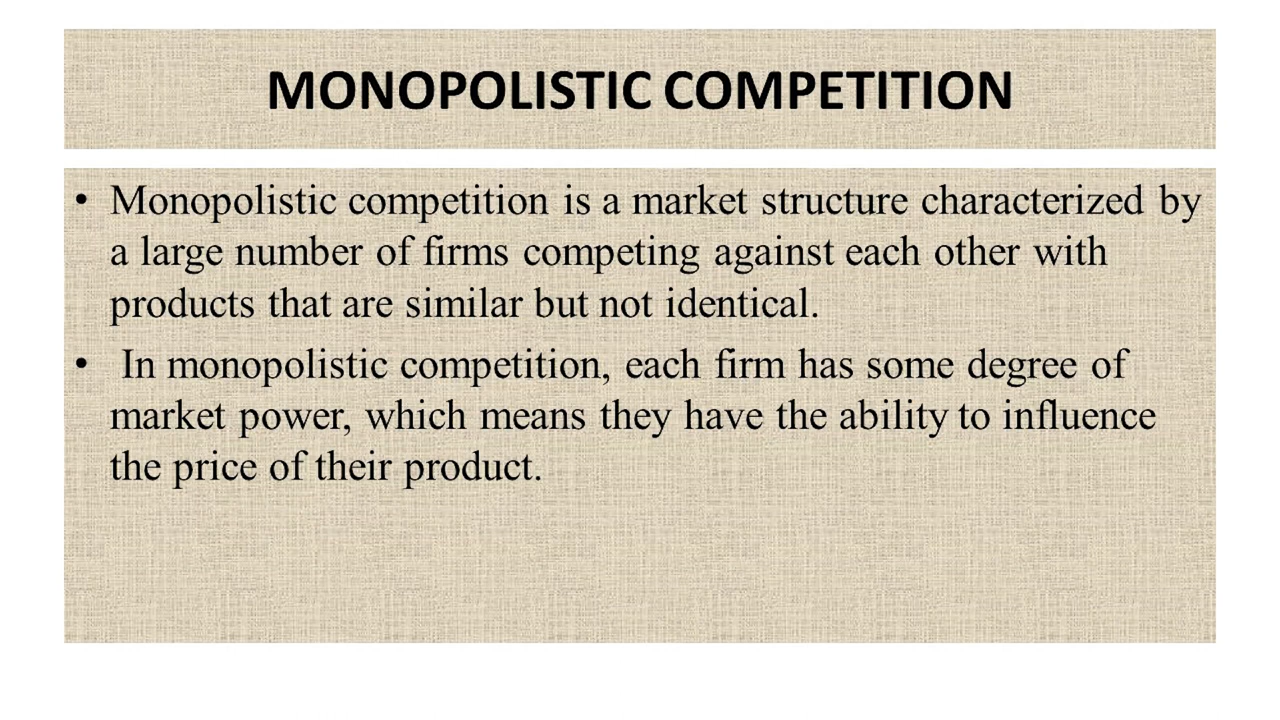 MONOPOLISTIC COMPETITION
• Monopolistic competition is a market structure characterized by
a large number of firms competing against each other with
products that are similar but not identical.
• In monopolistic competition, each firm has some degree of
market power, which means they have the ability to influence
the price of their product.